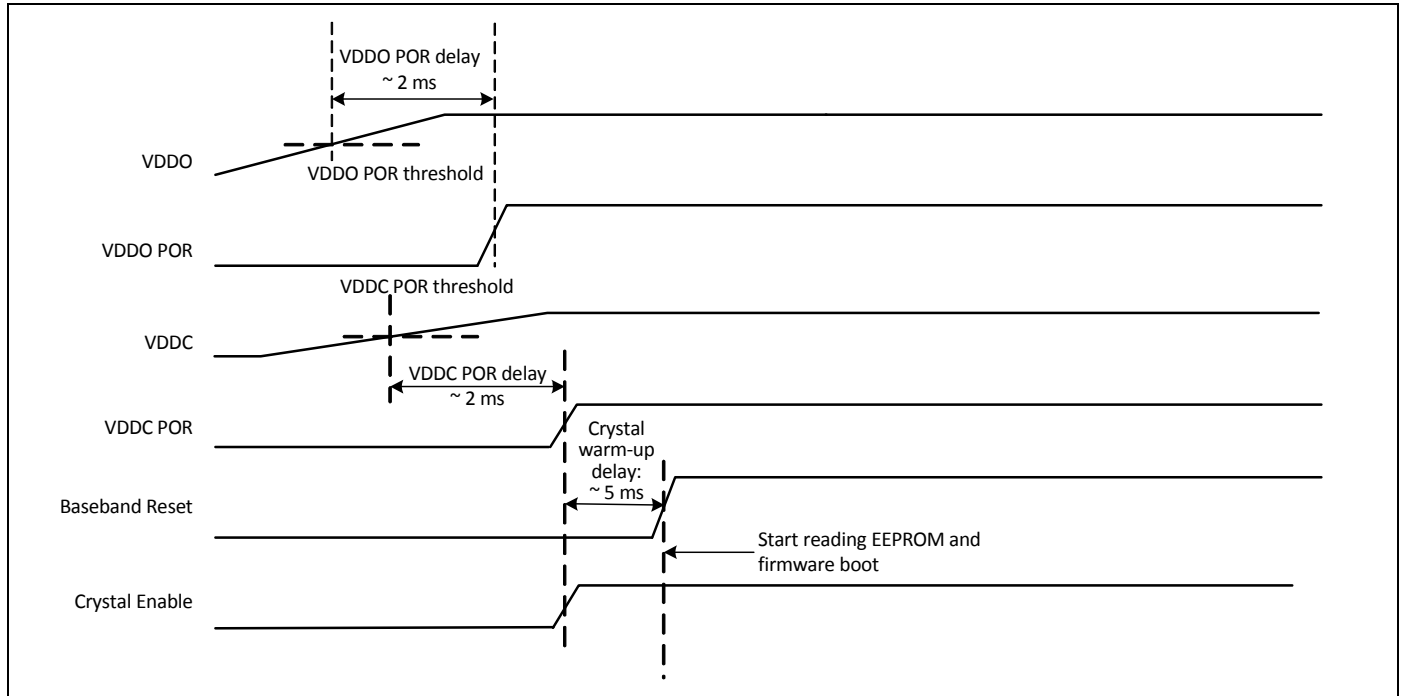 VDDO POR delay
~ 2 ms
VDDO
VDDO POR threshold
VDDO POR
VDDC POR threshold
VDDC
VDDC POR delay
~ 2 ms
VDDC POR
Crystal
warm-up
delay:
~ 5 ms
Baseband Reset
Start reading EEPROM and
firmware boot
Crystal Enable